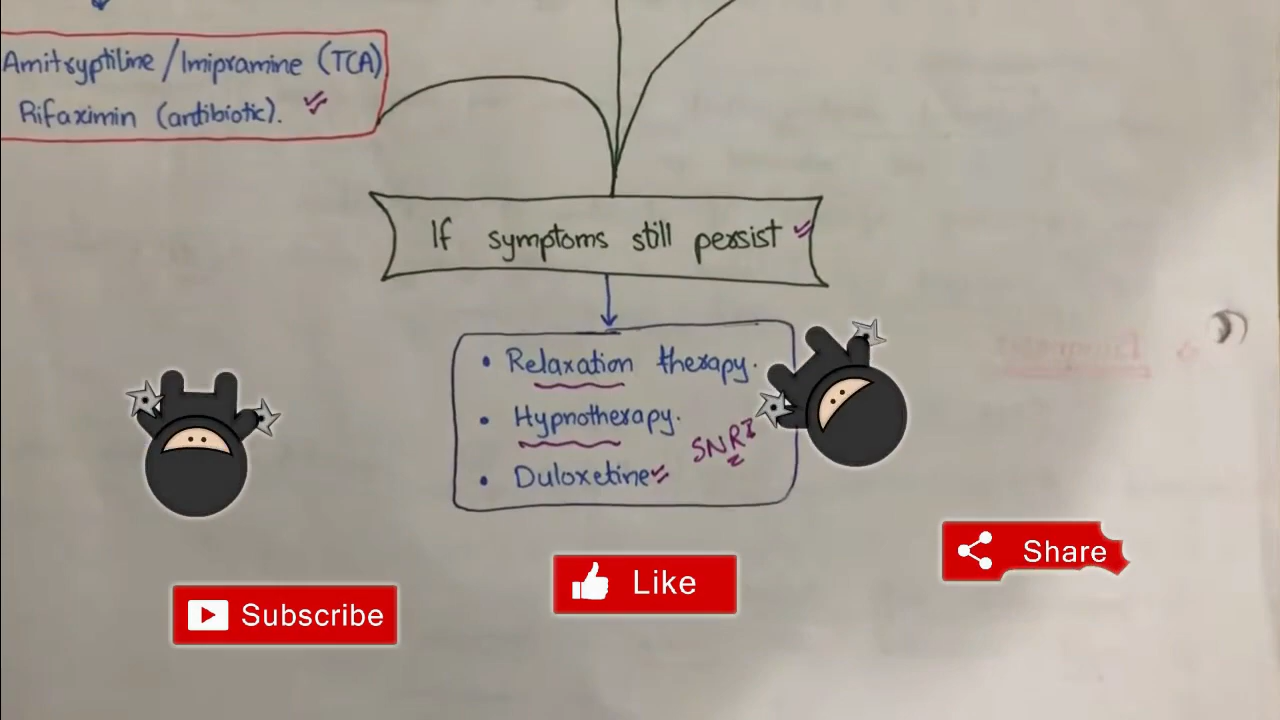 Amitryptiline / Imipramine (TCA)
Rifaximin (antibiotic).
If symptoms still persist
• Relaxation therapy.
• Hypnotherapy.
SNRI
• Duloxetine
Share
Like
Subscribe